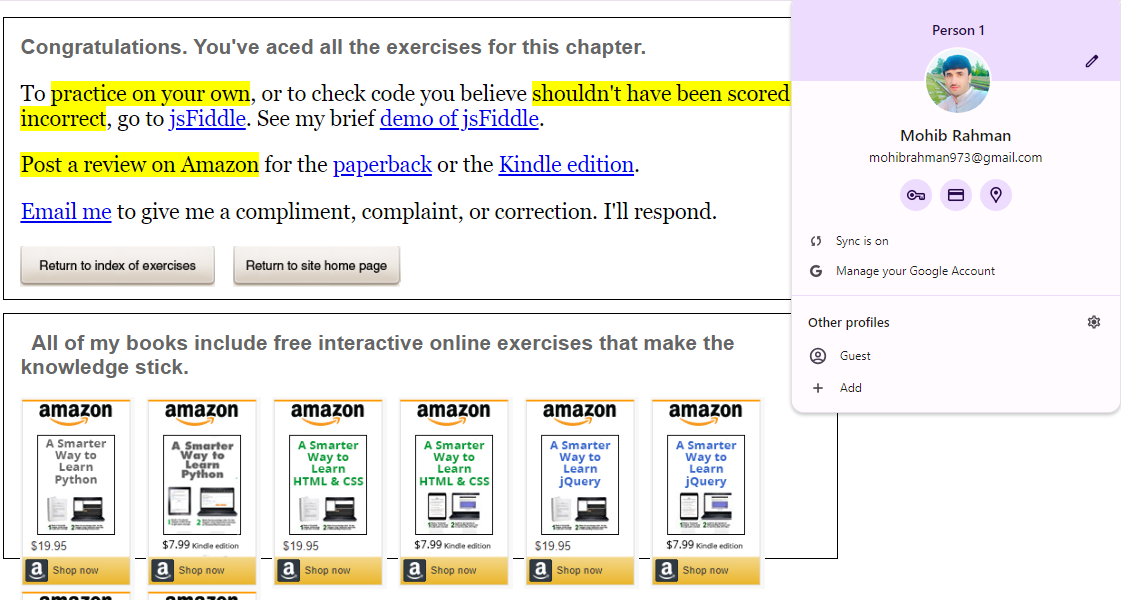 Congratulations. You've aced all the exercises for this chapter.
To practice on your own, or to check code you believe shouldn't have been scored
incorrect, go to jsFiddle. See my brief demo of jsFiddle.
Post a review on Amazon for the paperback or the Kindle edition.
Email me to give me a compliment, complaint, or correction. I'll respond.
Return to index of exercises
Return to site home page
Person 1
Mohib Rahman
mohibrahman973@gmail.com
Sync is on
Manage your Google Account
Other profiles
Guest
Add
All of my books include free interactive online exercises that make the
knowledge stick.
amazon
A Smarter
Way to
Learn
Python
$19.95
a Shop now
amazon
A Smarter
Way to
Learn
Python
$7.99 Kindle edition
a Shop now
amazon
A Smarter
Way to
Learn
HTML & CSS
$19.95
a Shop now
amazon
A Smarter
Way to
Learn
HTML & CSS
$7.99 Kindle edition
a Shop now
amazon
A Smarter
Way to
Learn
jQuery
$19.95
a Shop now
amazon
A Smarter
Way to
Learn
jQuery
$7.99 Kindle edition
a Shop now
amazon
amazon